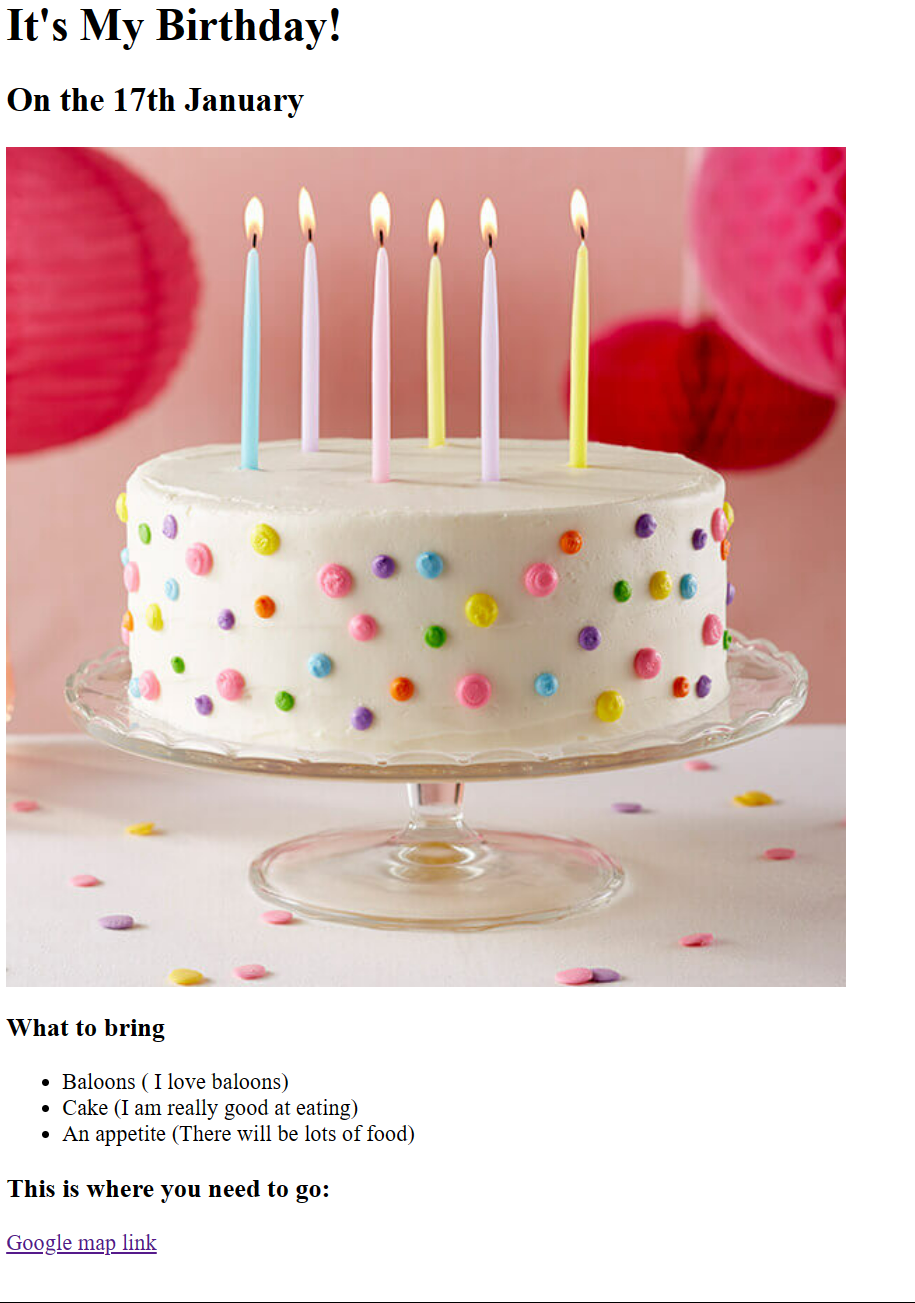 It's My Birthday!
On the 17th January
What to bring
Baloons ( I love baloons)
Cake (I am really good at eating)
An appetite (There will be lots of food)
This is where you need to go:
Google map link